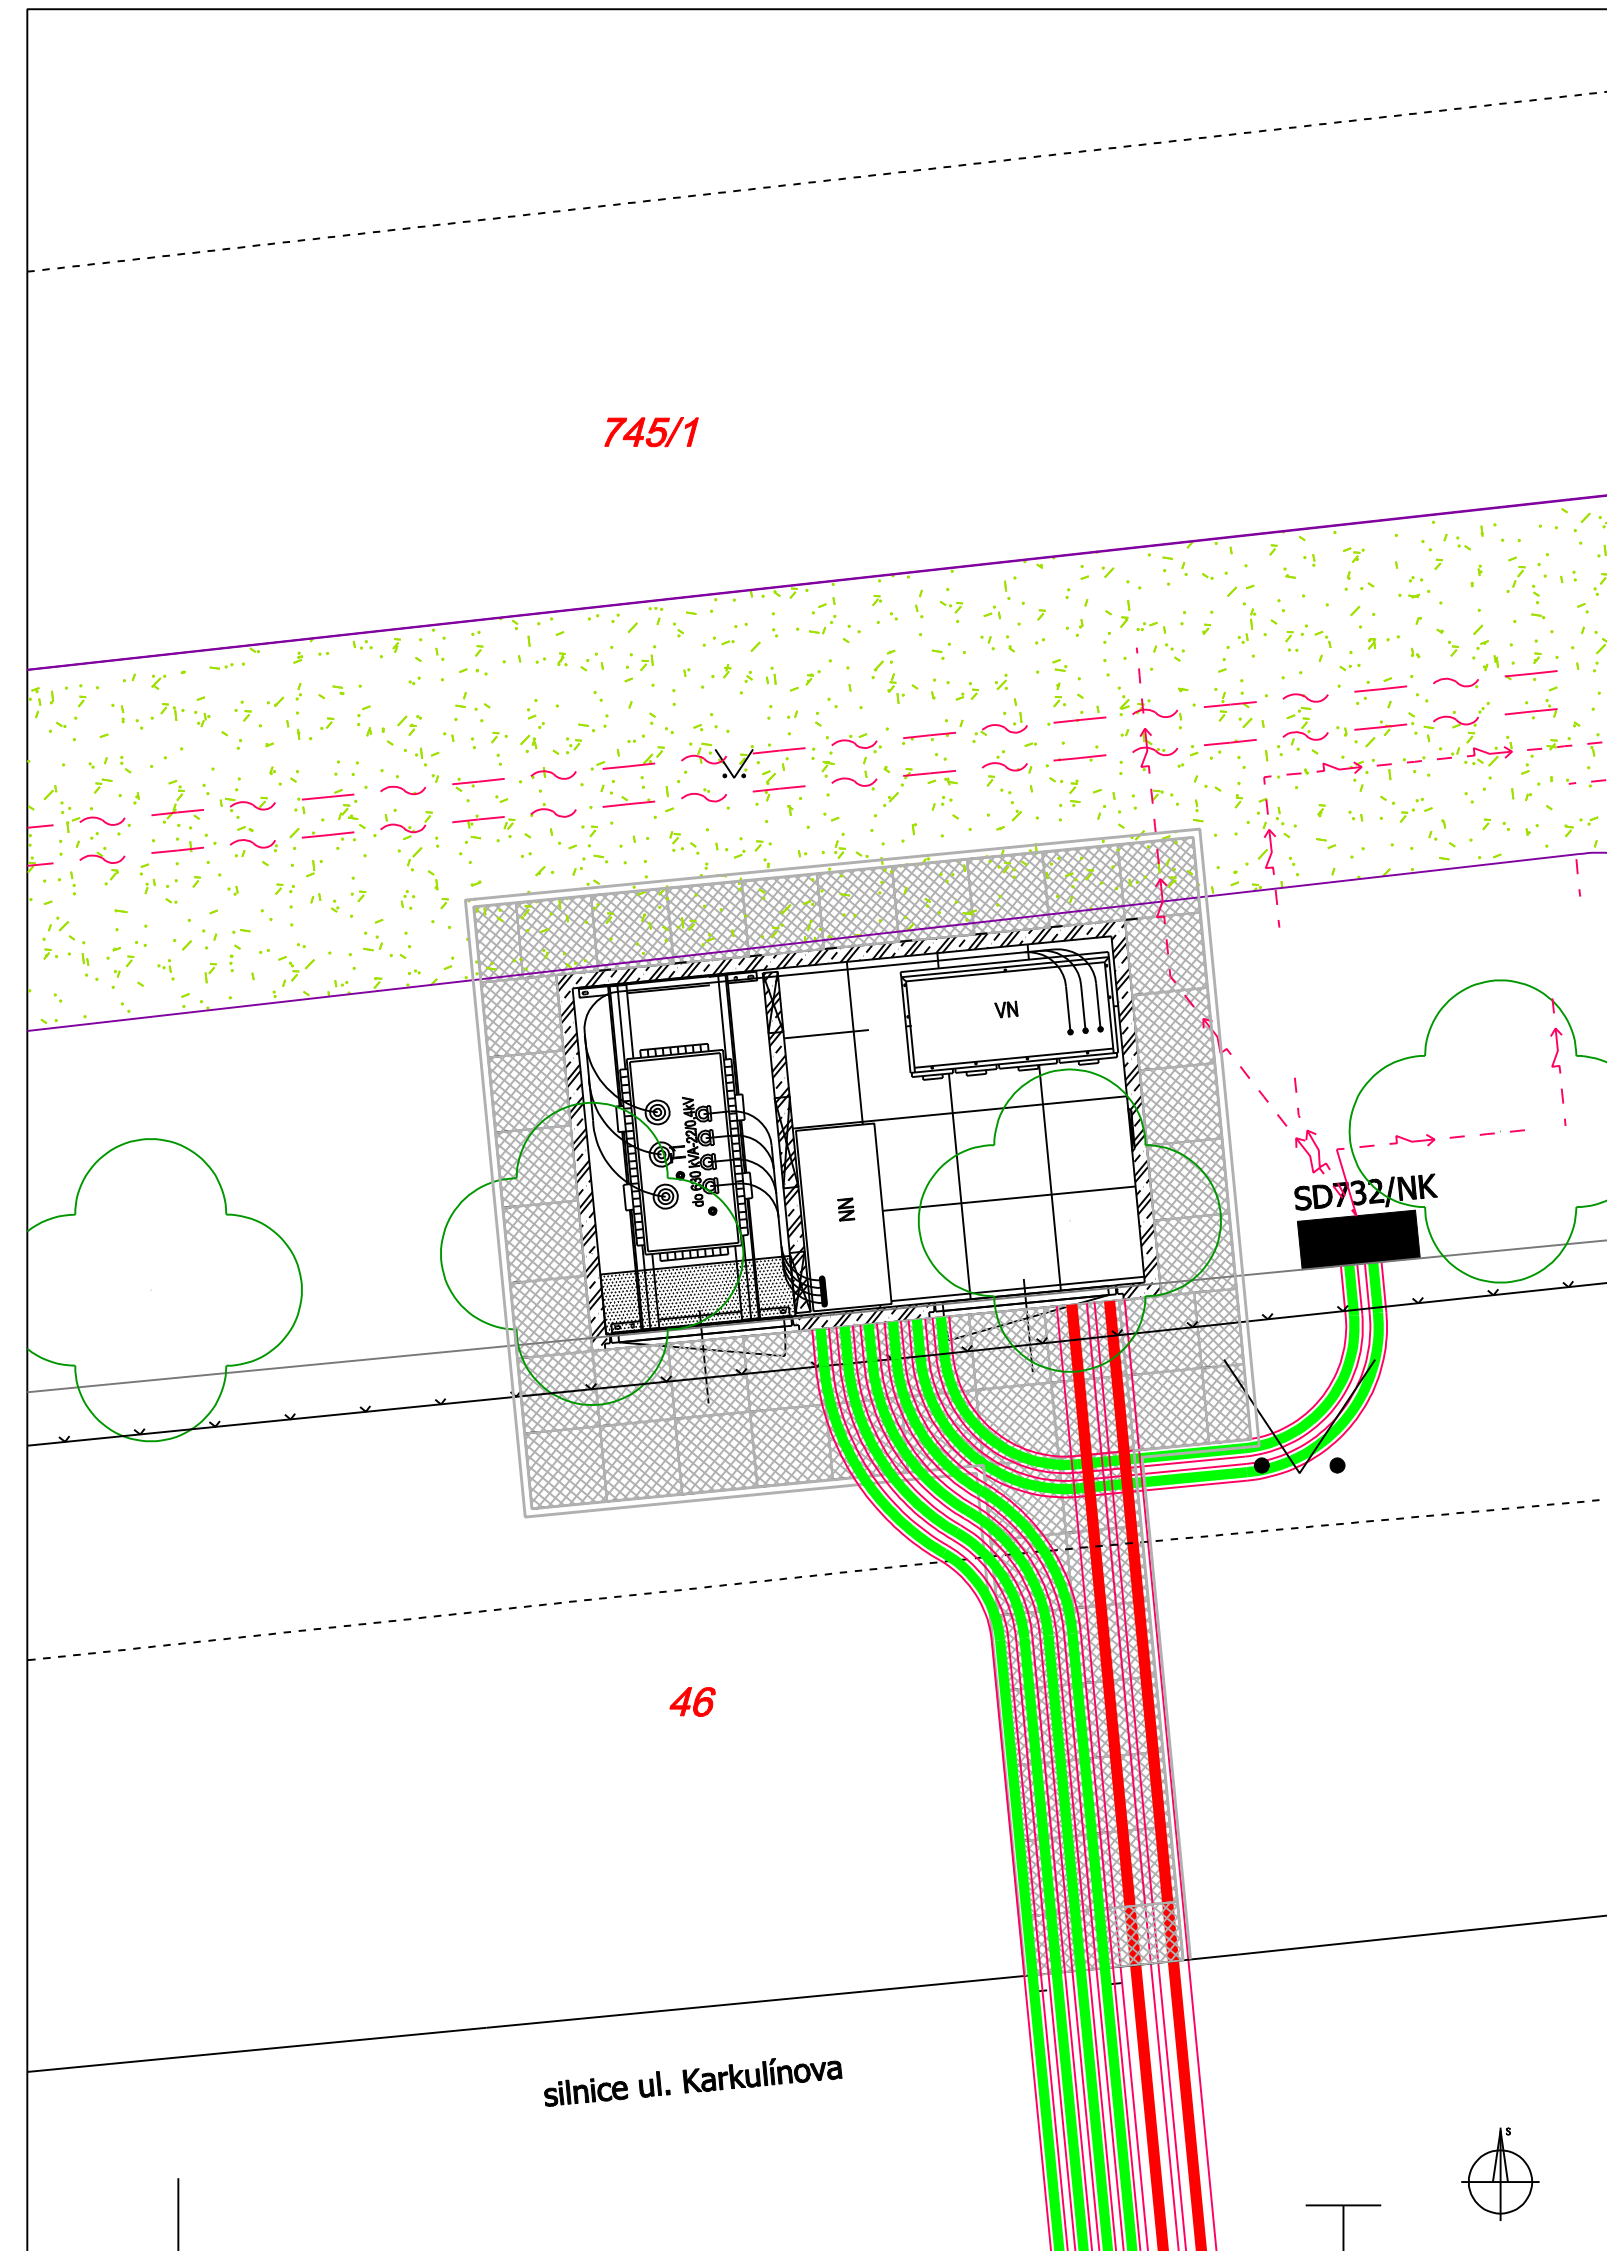 745/1
VN
do 630 kVA-22/0,4kV
NN
SD732/NK
46
silnice ul. Karkulínova
S